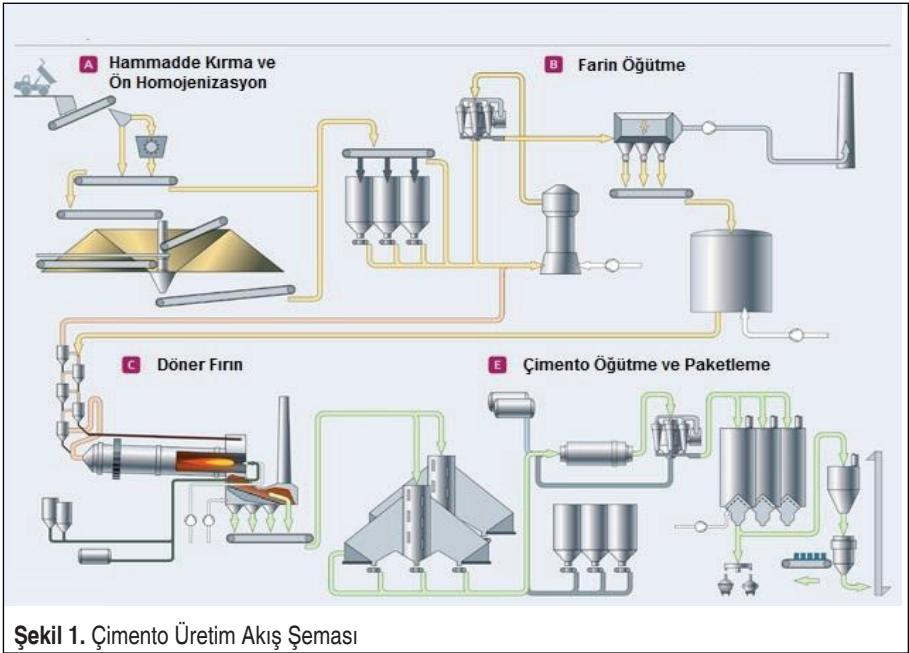 A Hammadde Kırma ve
Ön Homojenizasyon
B Farin Öğütme
C Döner Fırın
E Çimento Öğütme ve Paketleme
Şekil 1. Çimento Üretim Akış Şeması